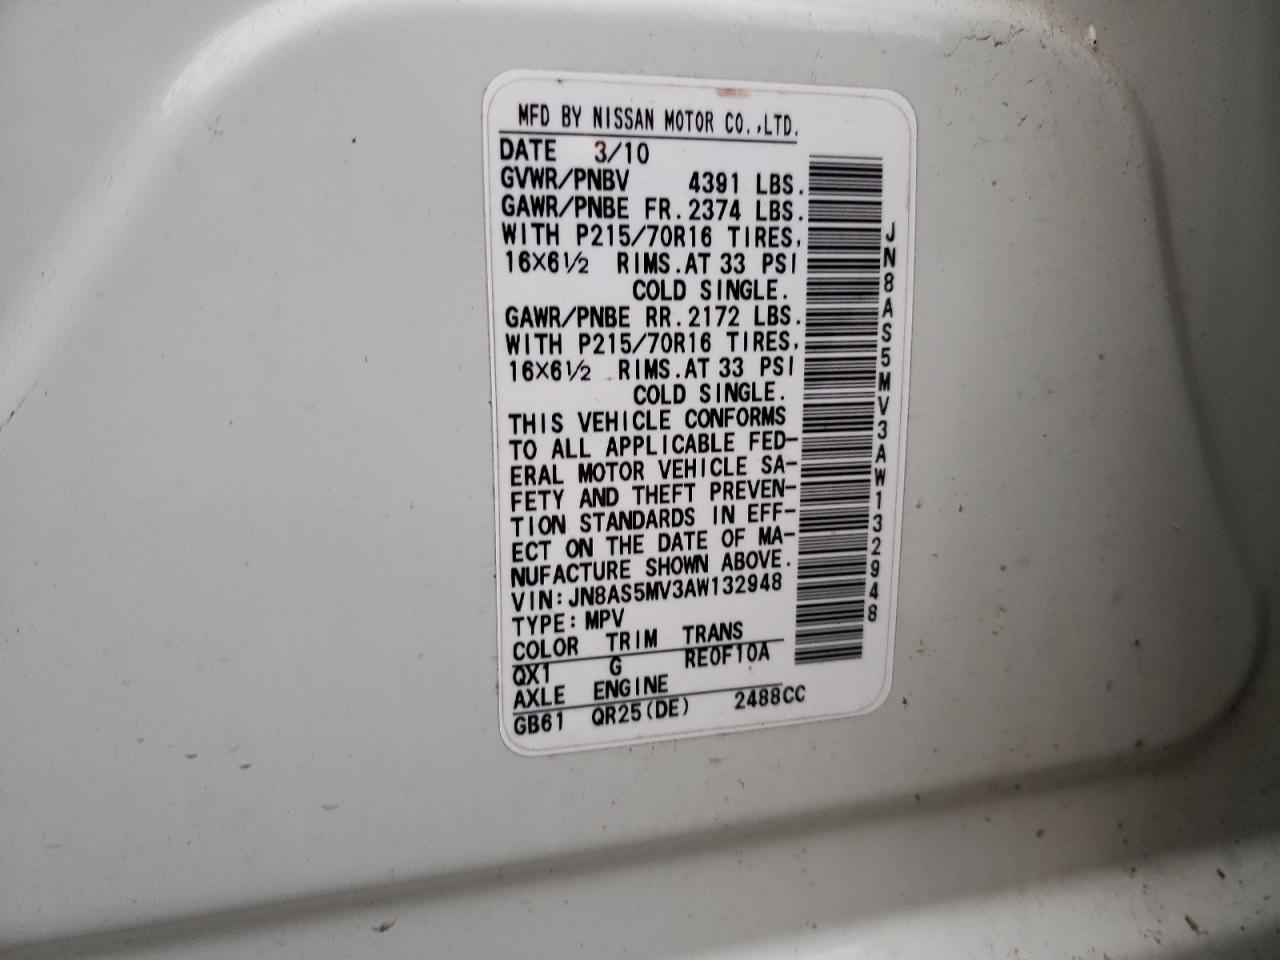 MFD BY NISSAN MOTOR CO.,LTD.
DATE 3/10
GVWR/PNBV 4391 LBS.
GAWR/PNBE FR.2374 LBS.
WITH P215/70R16 TIRES,
16×6½ RIMS.AT 33 PSI
COLD SINGLE.
GAWR/PNBE RR.2172 LBS.
WITH P215/70R16 TIRES,
16×6½ RIMS.AT 33 PSI
COLD SINGLE.
THIS VEHICLE CONFORMS
TO ALL APPLICABLE FED-
ERAL MOTOR VEHICLE SA-
FETY AND THEFT PREVEN-
TION STANDARDS IN EFF-
ECT ON THE DATE OF MA-
NUFACTURE SHOWN ABOVE.
VIN:JN8AS5MV3AW132948
TYPE:MPV
COLOR TRIM TRANS
QX1 G RE0F10A
AXLE ENGINE
GB61 QR25(DE) 2488CC
JN8AS5MV3AW132948